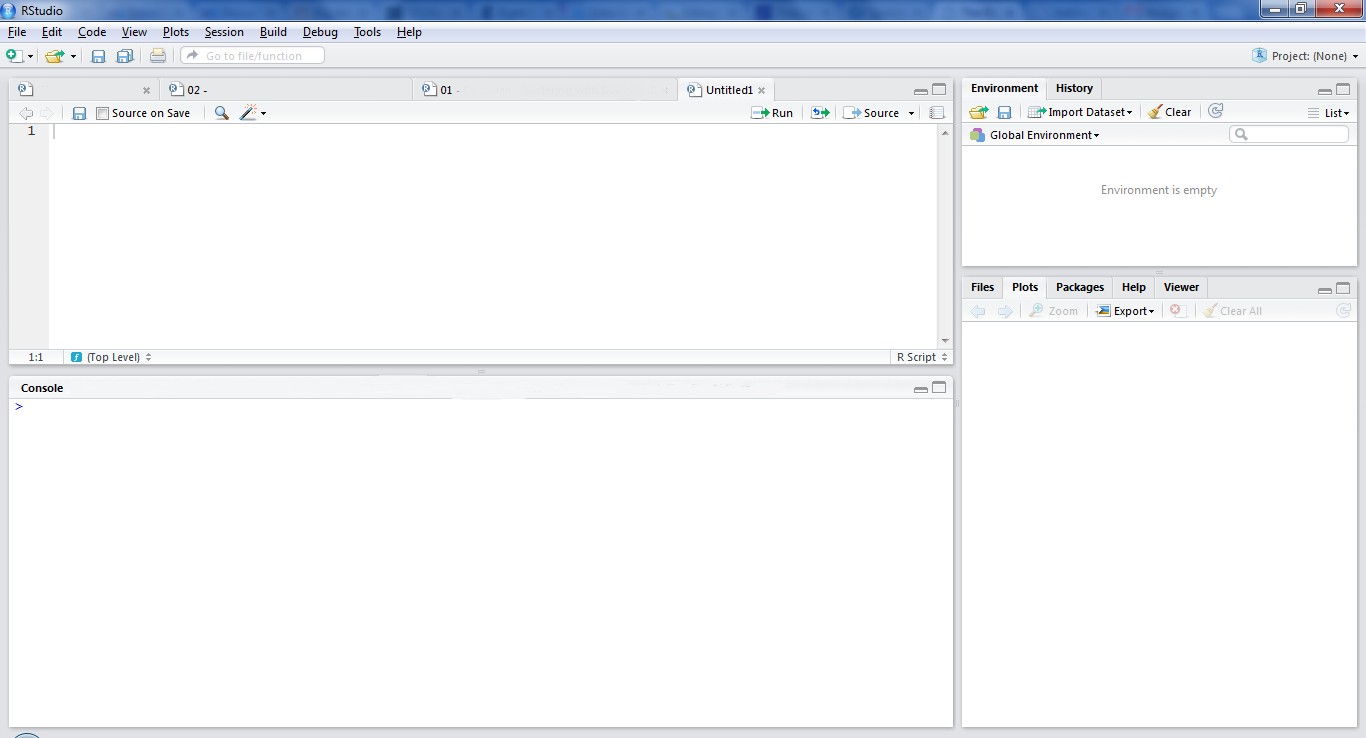 RStudio
File Edit Code View Plots Session Build Debug Tools Help
Go to file/function
Project: (None)
02 -
01 -
Untitled1
Source on Save
Run
Source
1
1:1
(Top Level)
R Script
Console
>
Environment
History
Import Dataset
Clear
List
Global Environment
Environment is empty
Files
Plots
Packages
Help
Viewer
Zoom
Export
Clear All